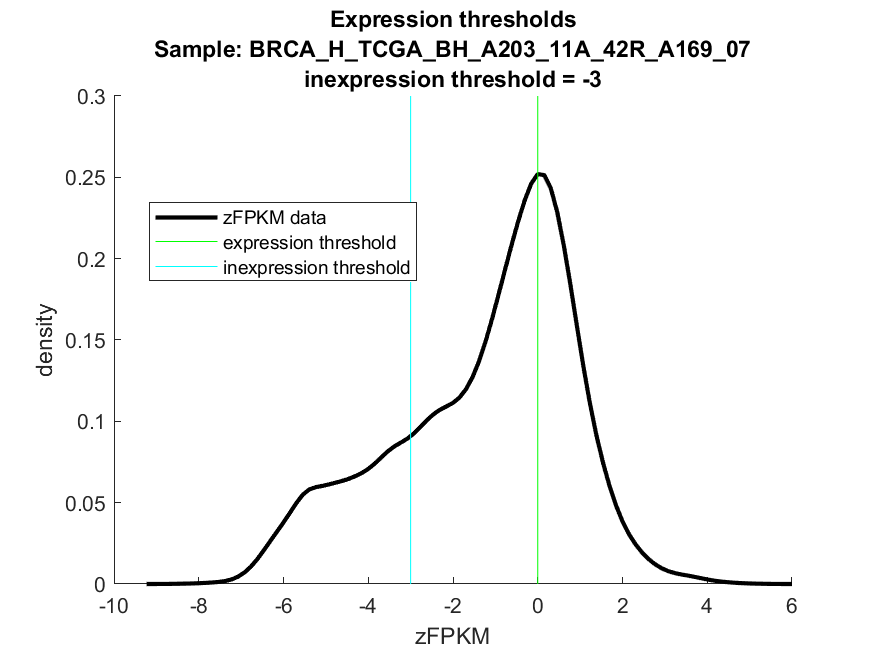 Expression thresholds
Sample: BRCA_H_TCGA_BH_A203_11A_42R_A169_07
inexpression threshold = -3
0.3
0.25
0.2
0.15
0.1
0.05
0
density
zFPKM data
expression threshold
inexpression threshold
-10 -8 -6 -4 -2 0 2 4 6
zFPKM